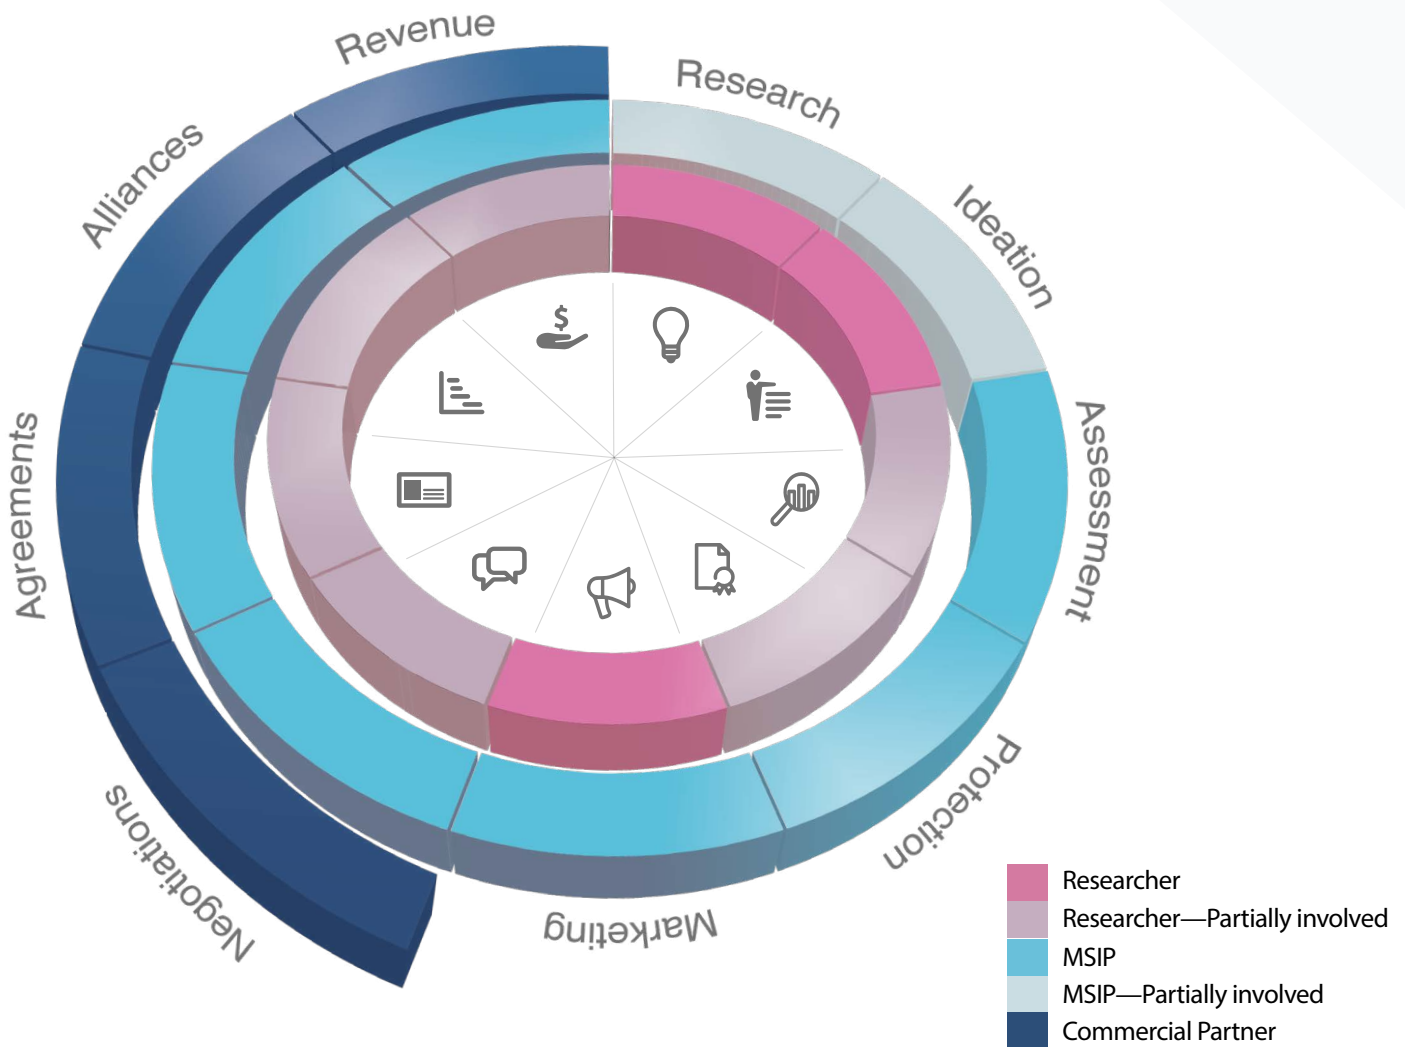 Revenue
Research
Alliances
Ideation
Agreements
Assessment
Negotiations
Protection
Marketing
$
Researcher
Researcher—Partially involved
MSIP
MSIP—Partially involved
Commercial Partner